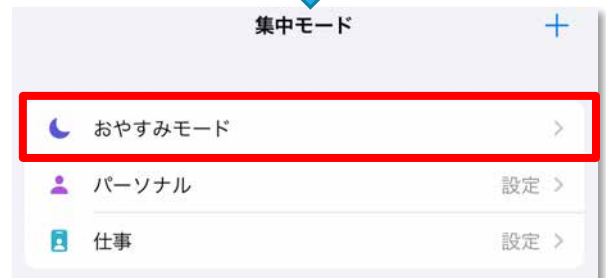 集中モード
おやすみモード
パーソナル 設定
仕事 設定